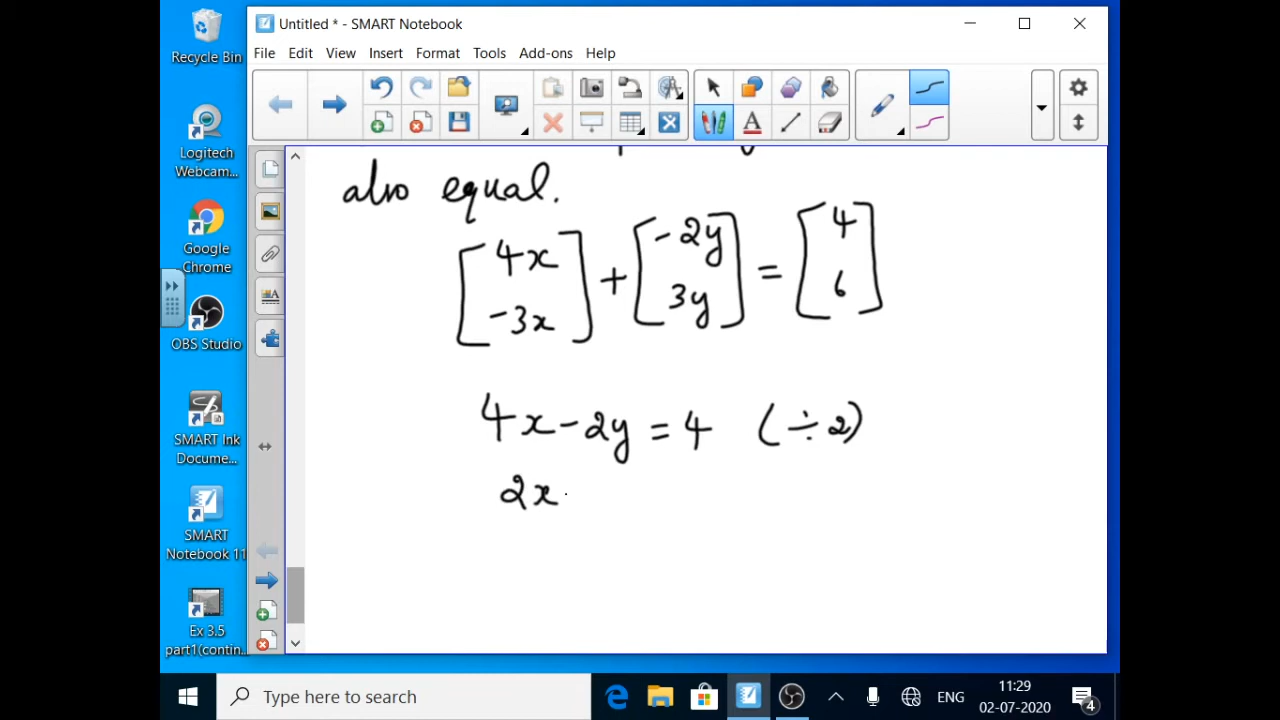 Recycle Bin
Logitech Webcam...
Google Chrome
OBS Studio
SMART Ink Docume...
SMART Notebook 11
Ex 3.5 part1(contin...
Untitled * - SMART Notebook
File Edit View Insert Format Tools Add-ons Help
also equal.
[4x -3x] + [-2y 3y] = [4 6]
4x - 2y = 4 (÷2)
2x
Type here to search
ENG
11:29
02-07-2020
4